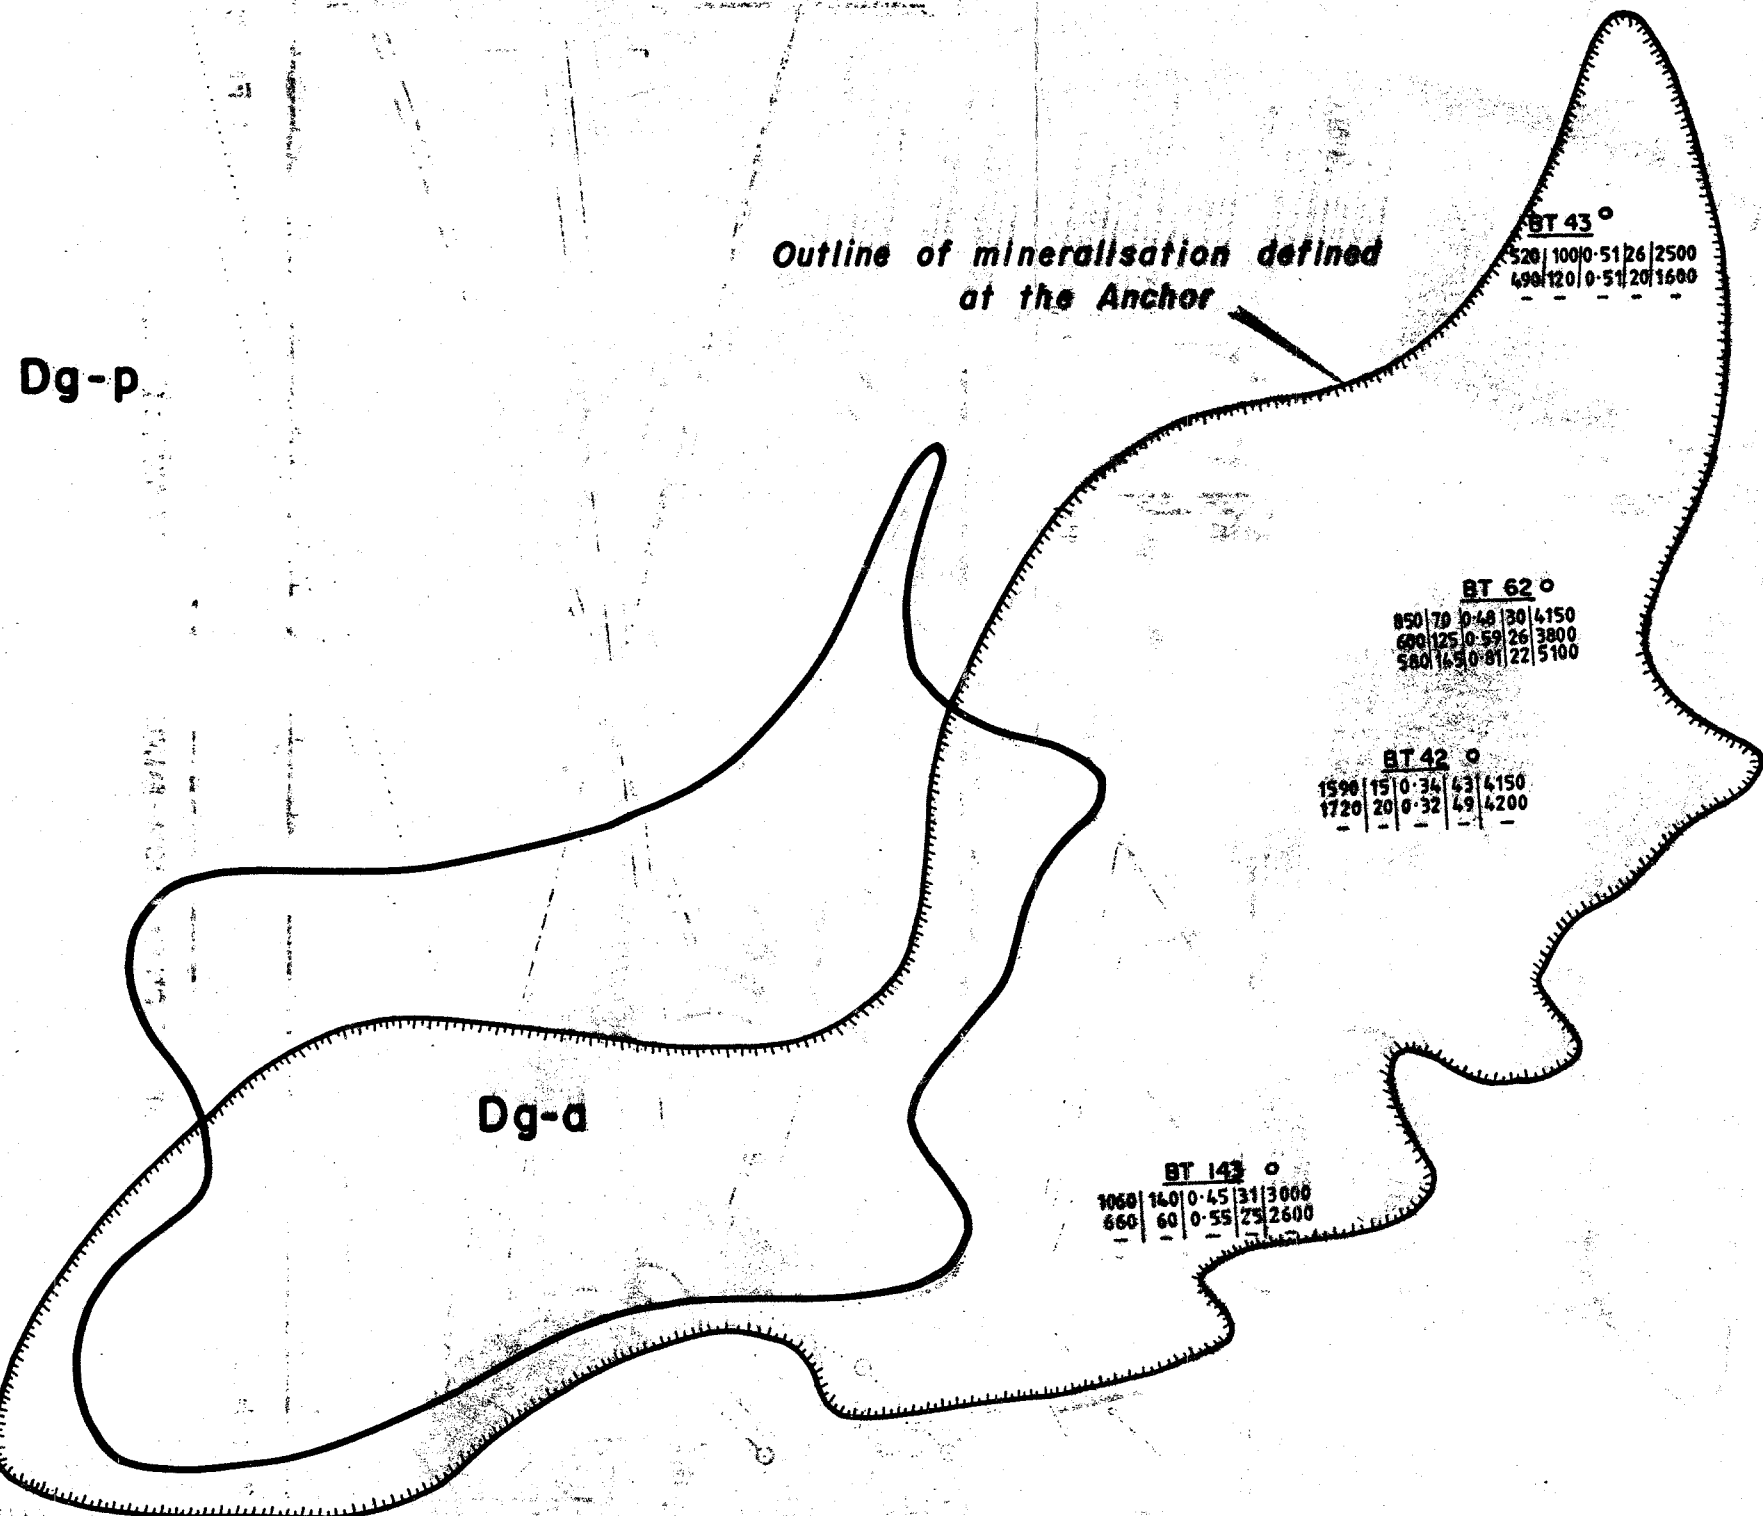 BT 43
520 | 100 | 0·51 | 26 | 2500
490 | 120 | 0·51 | 20 | 1600
– – – – –
Outline of mineralisation defined
at the Anchor
Dg-p
BT 62
850 | 70 | 0·48 | 30 | 4150
600 | 125 | 0·59 | 26 | 3800
580 | 145 | 0·81 | 22 | 5100
BT 42
1590 | 15 | 0·34 | 43 | 4150
1720 | 20 | 0·32 | 49 | 4200
– | – | – | – | –
Dg-a
BT 143
1060 | 140 | 0·45 | 31 | 3000
660 | 60 | 0·55 | 25 | 2600
– | – | – | – | –